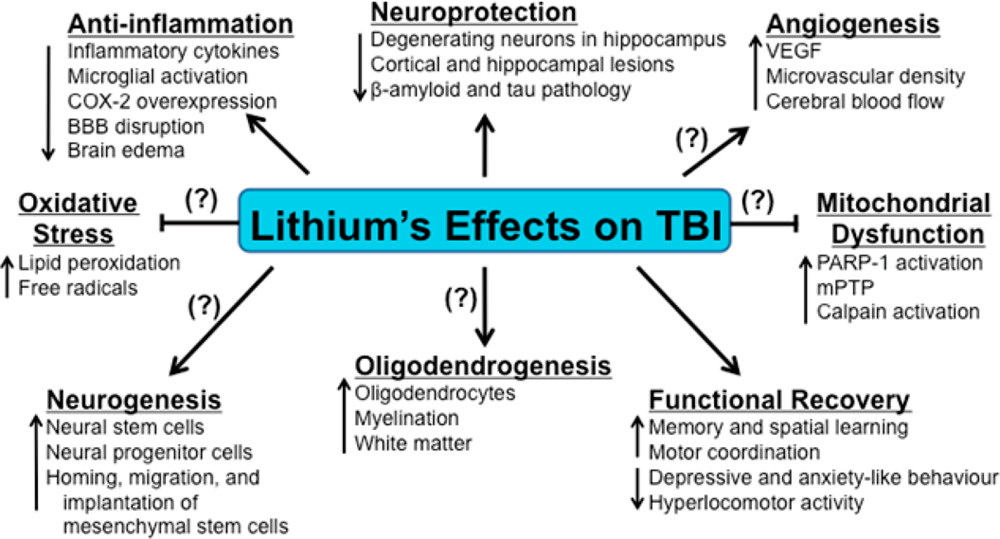 Anti-inflammation
Inflammatory cytokines
Microglial activation
COX-2 overexpression
BBB disruption
Brain edema
Neuroprotection
Degenerating neurons in hippocampus
Cortical and hippocampal lesions
β-amyloid and tau pathology
Angiogenesis
VEGF
Microvascular density
Cerebral blood flow
(?)
Oxidative
Stress
Lipid peroxidation
Free radicals
(?)
Lithium's Effects on TBI
(?)
Mitochondrial
Dysfunction
PARP-1 activation
mPTP
Calpain activation
(?)
Neurogenesis
Neural stem cells
Neural progenitor cells
Homing, migration, and
implantation of
mesenchymal stem cells
(?)
Oligodendrogenesis
Oligodendrocytes
Myelination
White matter
Functional Recovery
Memory and spatial learning
Motor coordination
Depressive and anxiety-like behaviour
Hyperlocomotor activity